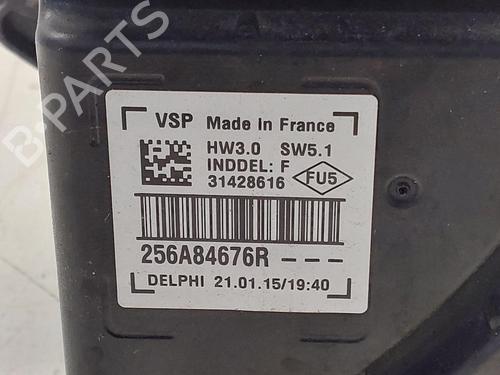 VSP Made in France
HW3.0 SW5.1
INDDEL: F
31428616
FU5
256A84676R ---
DELPHI 21.01.15/19:40
B-PARTS